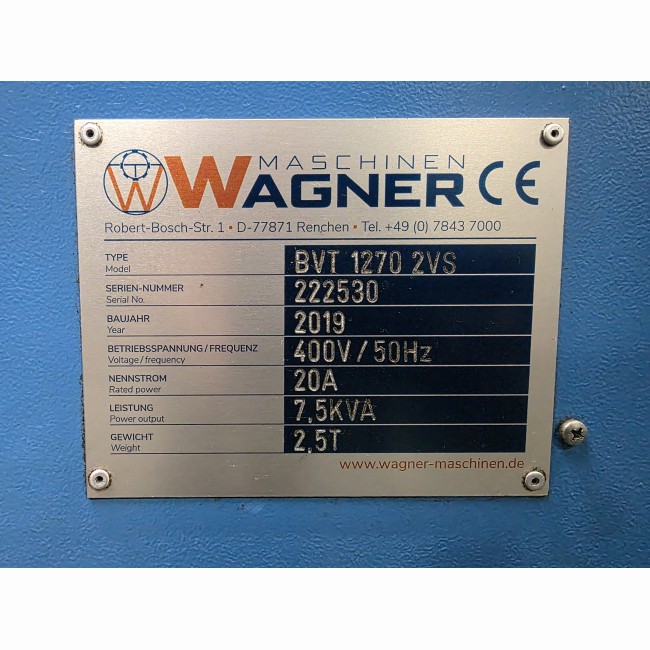 MASCHINEN
WAGNER CE
Robert-Bosch-Str. 1 • D-77871 Renchen • Tel. +49 (0) 7843 7000
TYPE BVT 1270 2VS
Model
SERIEN-NUMMER 222530
Serial No.
BAUJAHR 2019
Year
BETRIEBSSPANNUNG / FREQUENZ 400V / 50Hz
Voltage / frequency
NENNSTROM 20A
Rated power
LEISTUNG 7,5KVA
Power output
GEWICHT 2,5T
Weight
www.wagner-maschinen.de